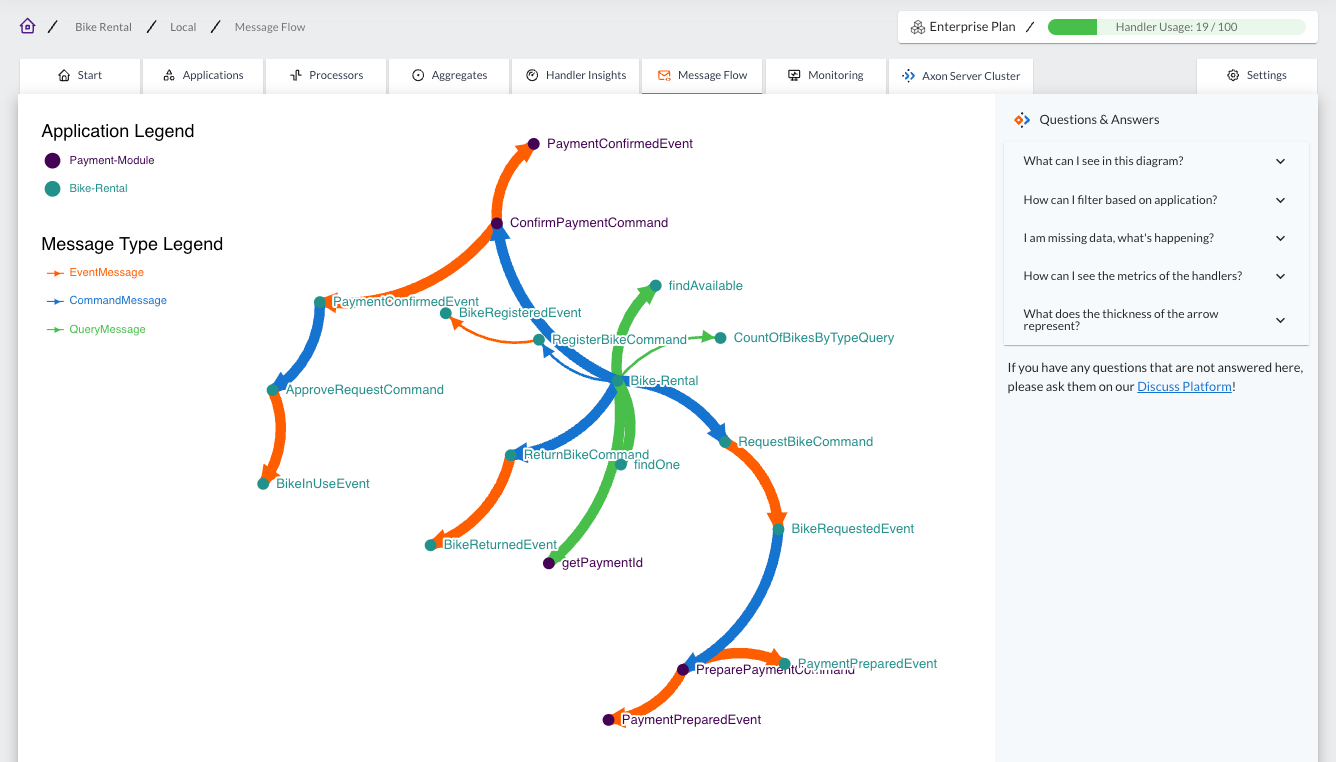 / Bike Rental / Local / Message Flow
Enterprise Plan / Handler Usage: 19 / 100
Start Applications Processors Aggregates Handler Insights Message Flow Monitoring Axon Server Cluster Settings
Application Legend
Payment-Module
Bike-Rental
Message Type Legend
EventMessage
CommandMessage
QueryMessage
PaymentConfirmedEvent
ConfirmPaymentCommand
findAvailable
PaymentConfirmedEvent
BikeRegisteredEvent
RegisterBikeCommand
CountOfBikesByTypeQuery
Bike-Rental
ApproveRequestCommand
RequestBikeCommand
ReturnBikeCommand
findOne
BikeInUseEvent
BikeRequestedEvent
BikeReturnedEvent
getPaymentId
PaymentPreparedEvent
PreparePaymentCommand
PaymentPreparedEvent
Questions & Answers
What can I see in this diagram?
How can I filter based on application?
I am missing data, what's happening?
How can I see the metrics of the handlers?
What does the thickness of the arrow
represent?
If you have any questions that are not answered here,
please ask them on our Discuss Platform!